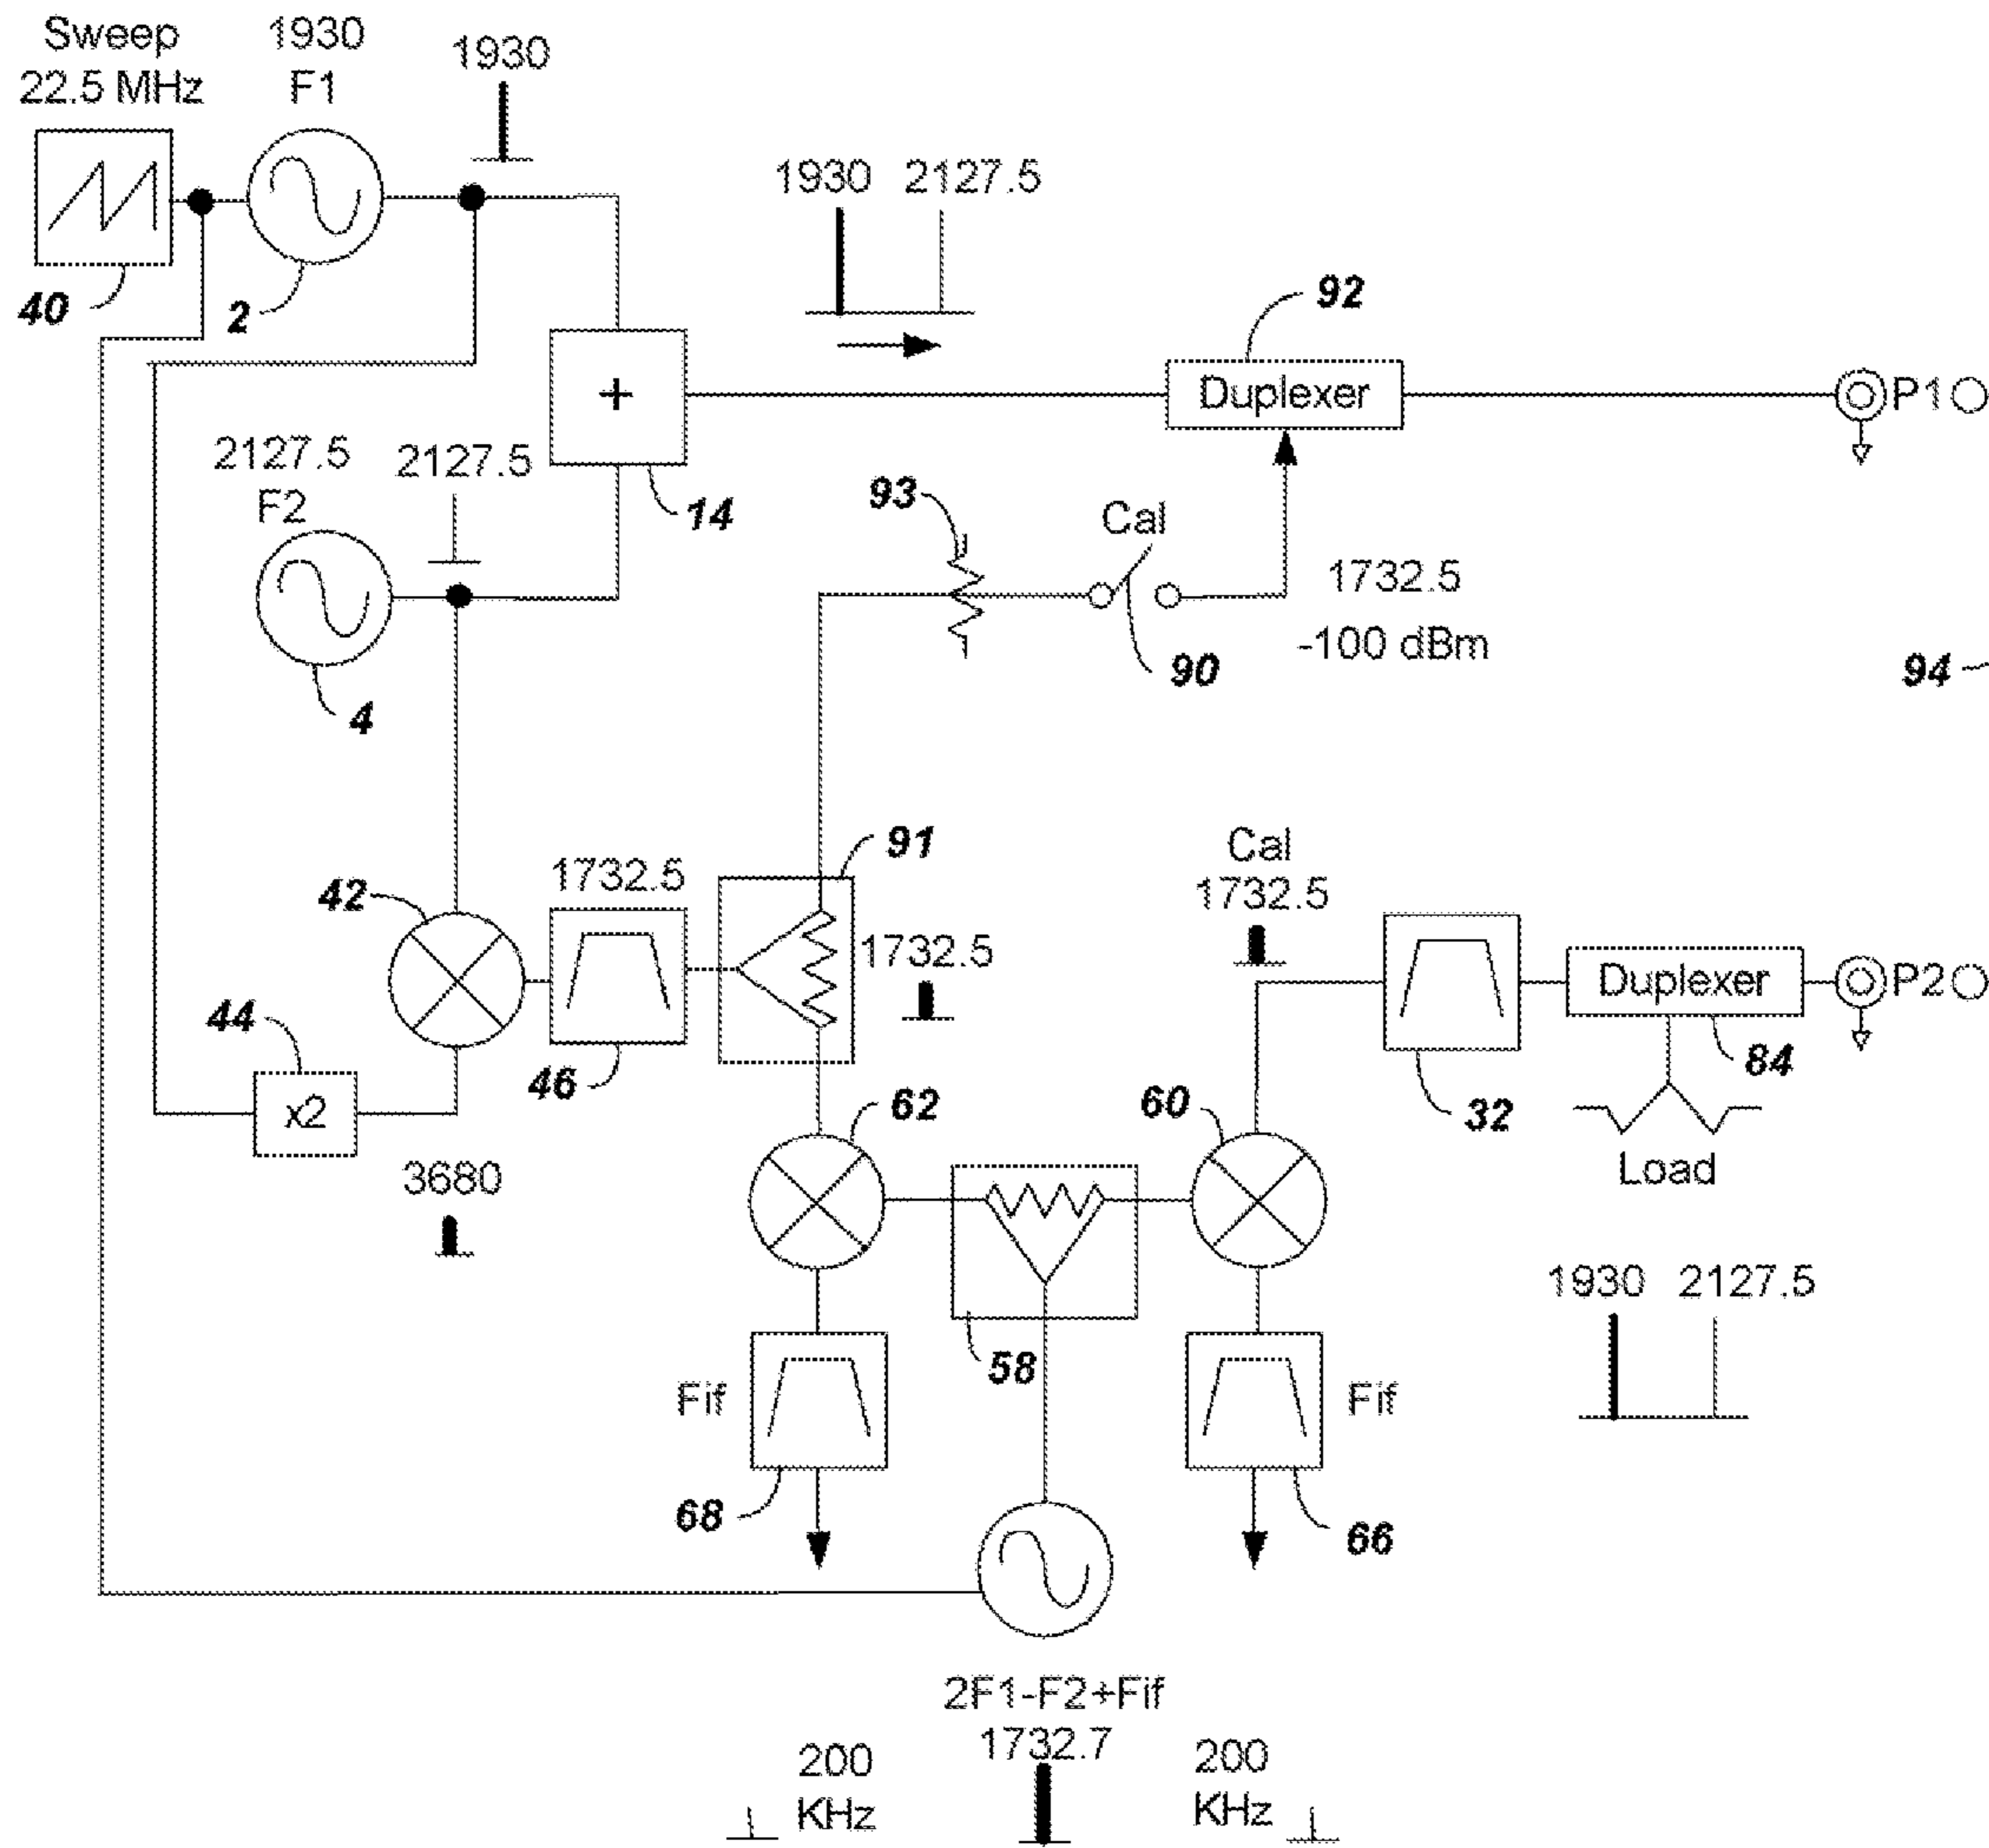 Sweep
22.5 MHz
1930
F1
1930
40
2
1930 2127.5
92
+
Duplexer
P1
2127.5
F2
2127.5
14
93
Cal
1732.5
-100 dBm
90
94
4
91
Cal
1732.5
42
1732.5
1732.5
Duplexer
P2
44
46
84
x2
62
60
32
Load
3680
1930 2127.5
58
Fif
Fif
68
66
2F1-F2+Fif
1732.7
200
KHz
200
KHz